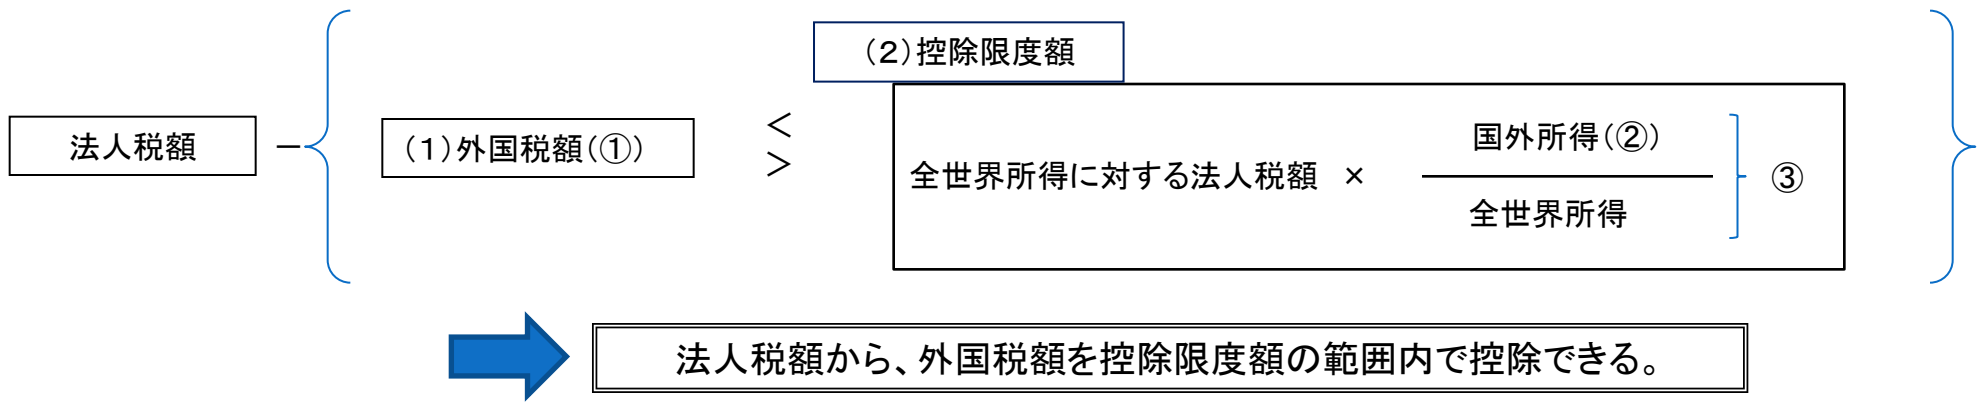 (2)控除限度額
法人税額
－
(1)外国税額(①)
＜
＞
全世界所得に対する法人税額 ×
国外所得(②)
全世界所得
③
法人税額から、外国税額を控除限度額の範囲内で控除できる。